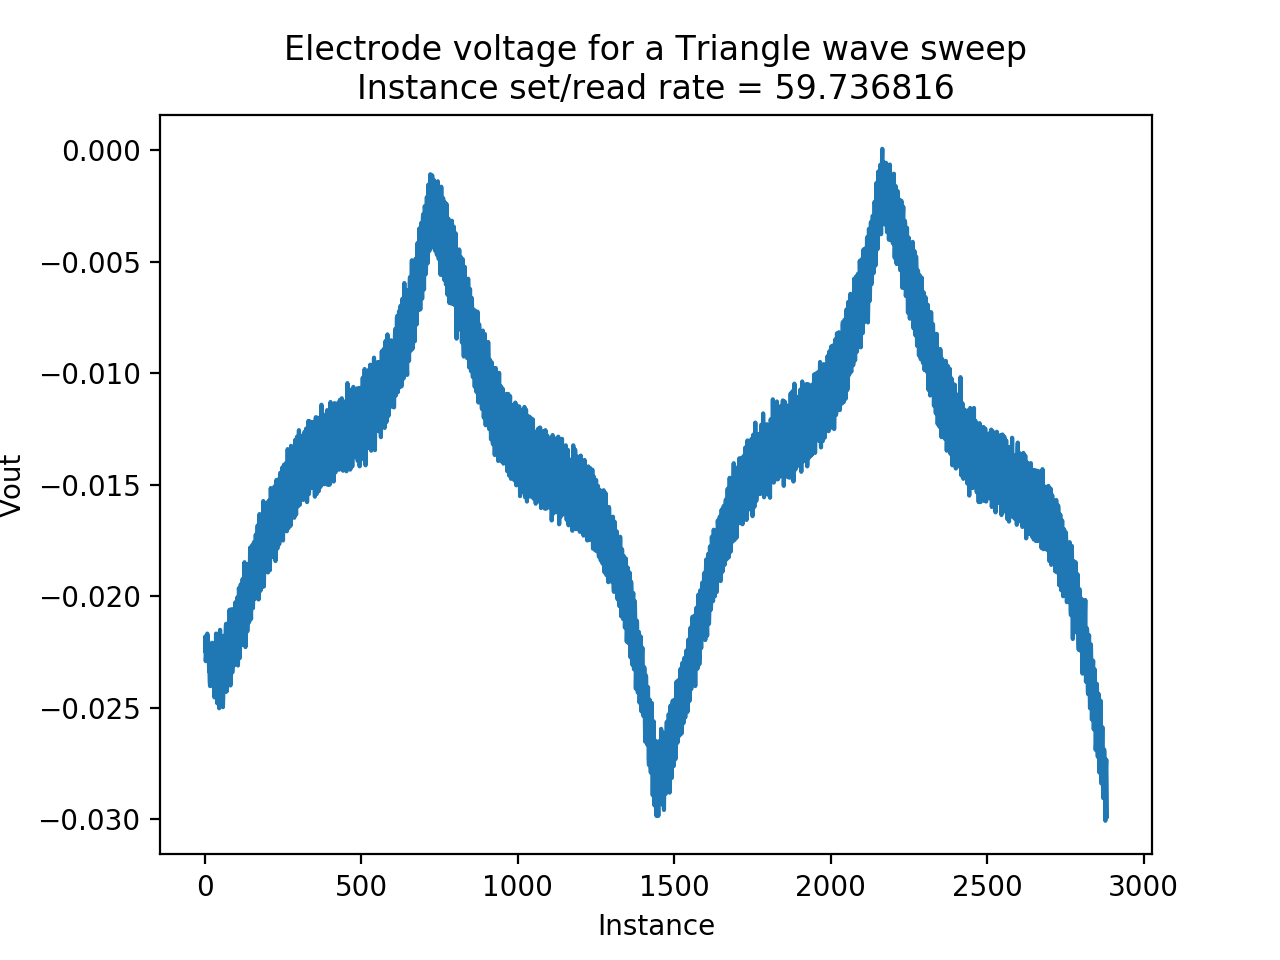 Electrode voltage for a Triangle wave sweep
Instance set/read rate = 59.736816
0.000
−0.005
−0.010
−0.015
−0.020
−0.025
−0.030
Vout
0 500 1000 1500 2000 2500 3000
Instance